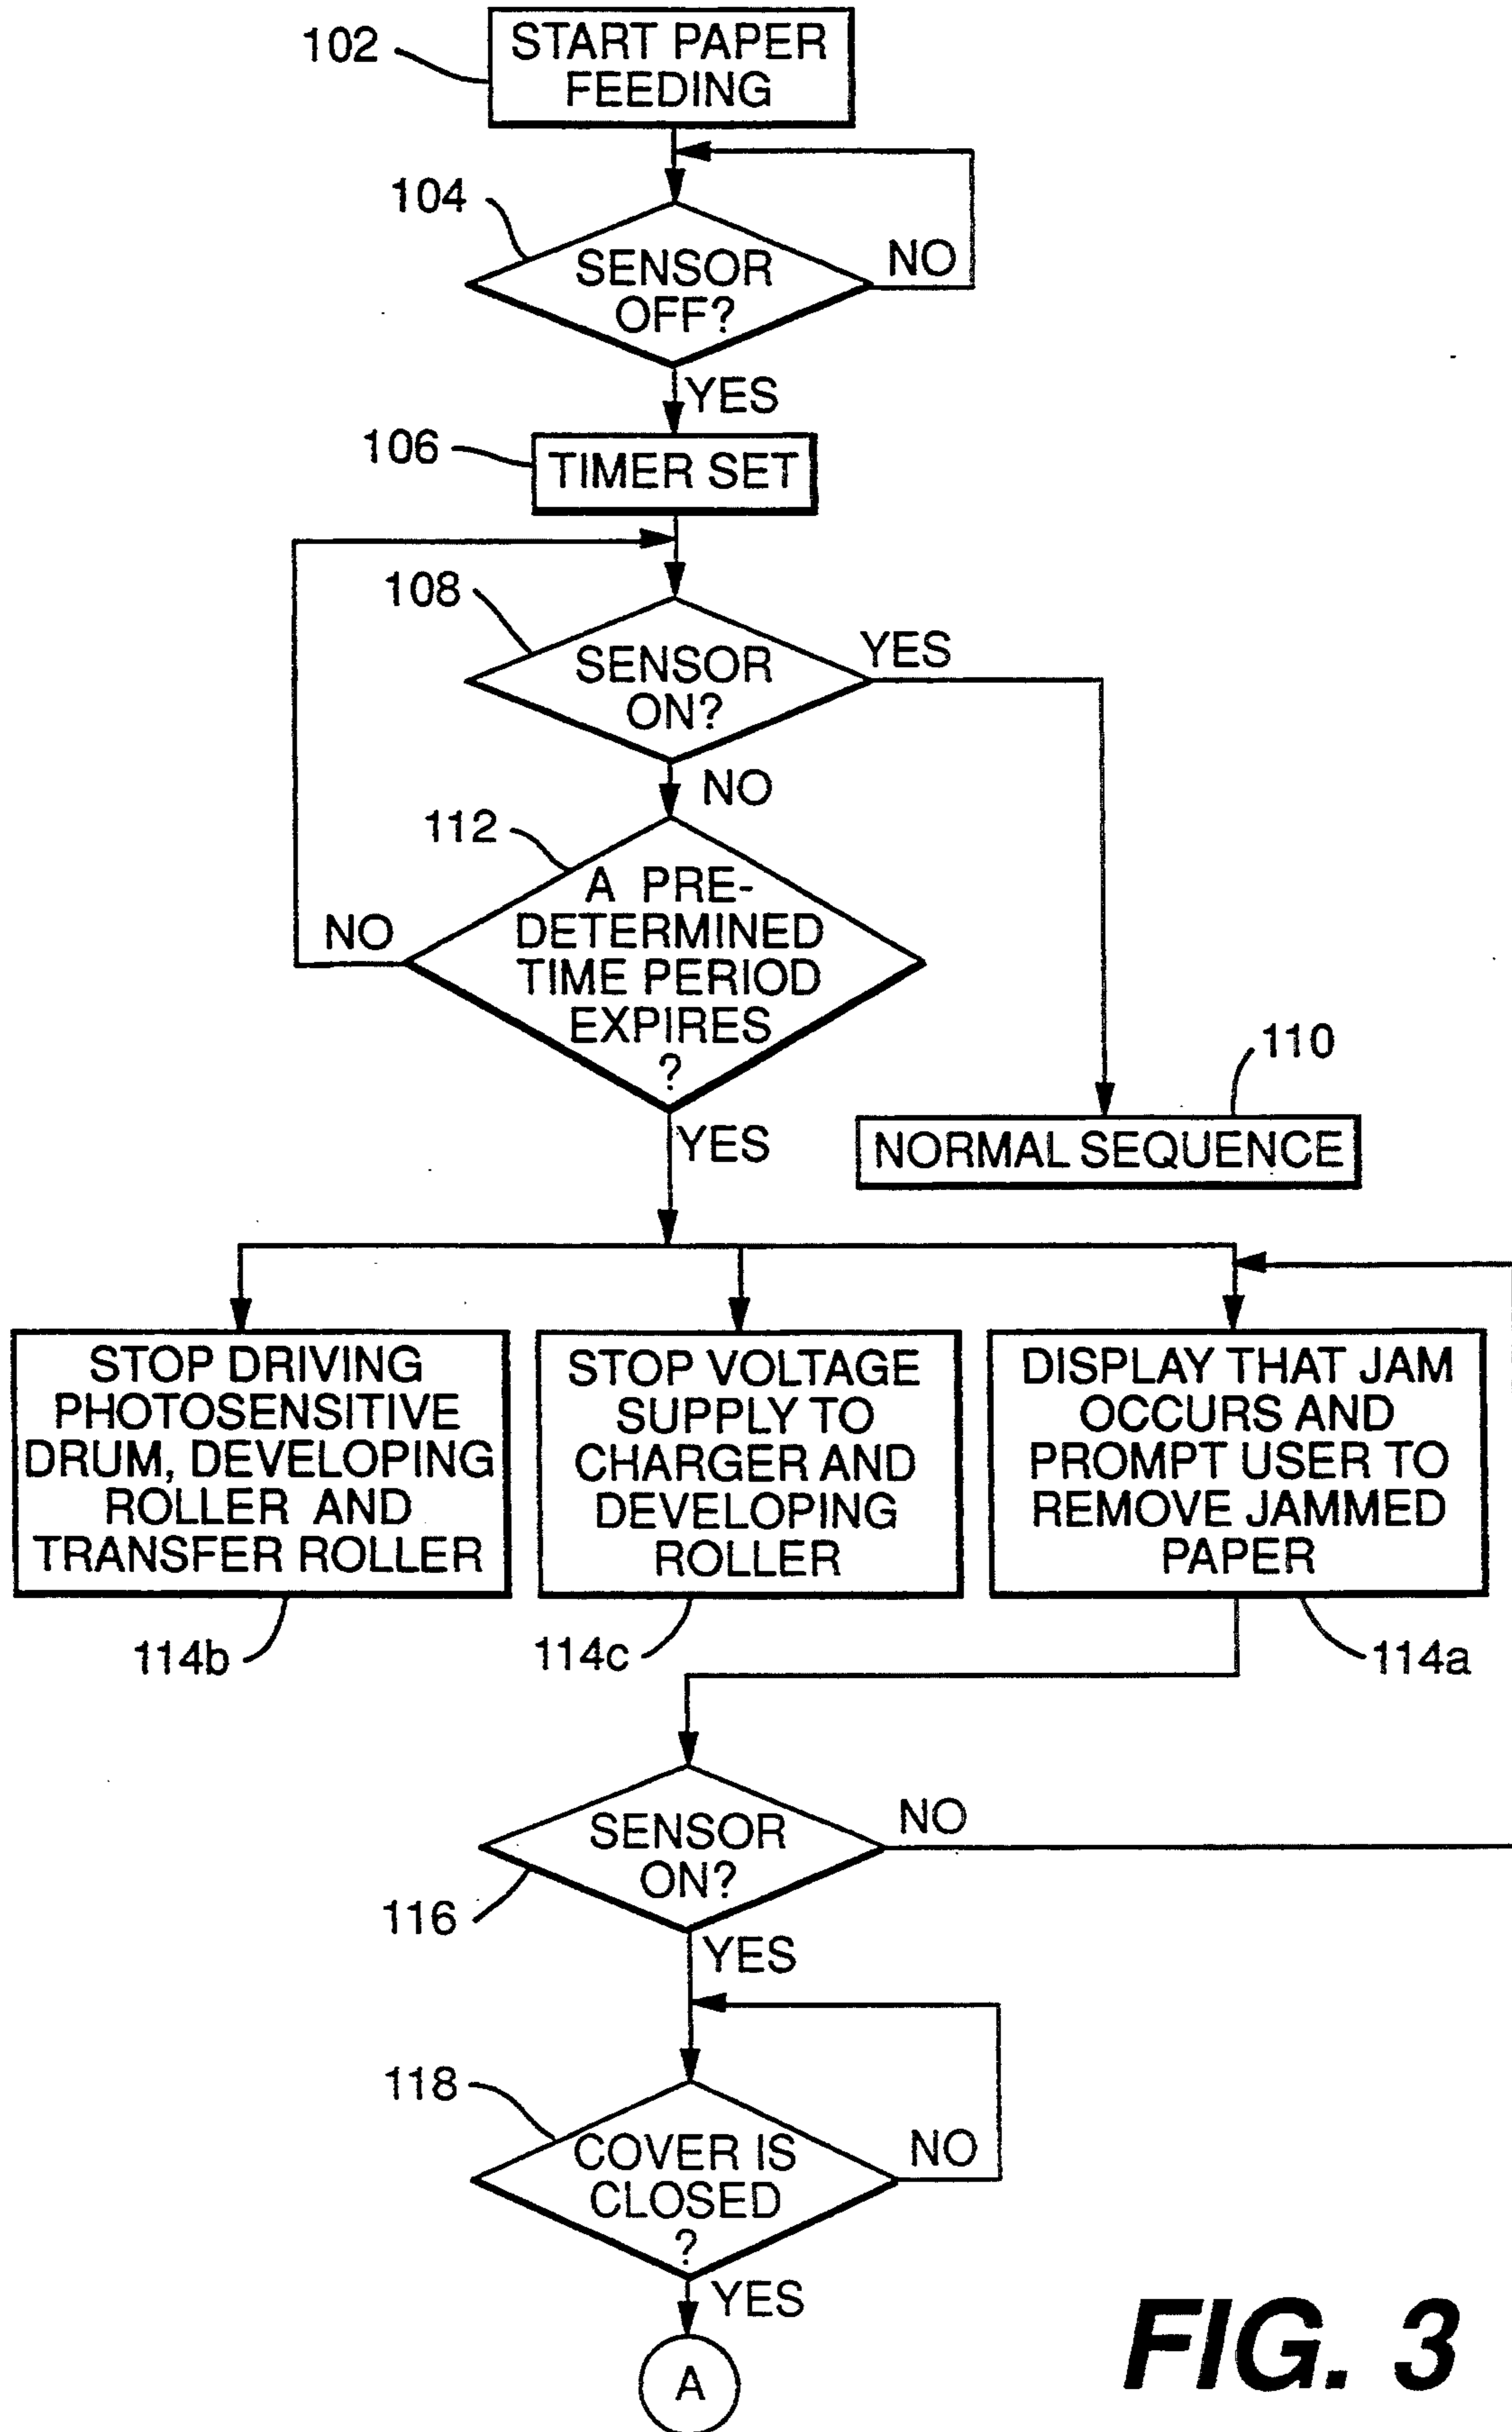 102
START PAPER
FEEDING
104
SENSOR
OFF?
NO
YES
106
TIMER SET
108
SENSOR
ON?
YES
NO
112
A PRE-
DETERMINED
TIME PERIOD
EXPIRES
?
NO
YES
110
NORMAL SEQUENCE
STOP DRIVING
PHOTOSENSITIVE
DRUM, DEVELOPING
ROLLER AND
TRANSFER ROLLER
114b
STOP VOLTAGE
SUPPLY TO
CHARGER AND
DEVELOPING
ROLLER
114c
DISPLAY THAT JAM
OCCURS AND
PROMPT USER TO
REMOVE JAMMED
PAPER
114a
SENSOR
ON?
NO
116
YES
118
COVER IS
CLOSED
?
NO
YES
A
FIG. 3